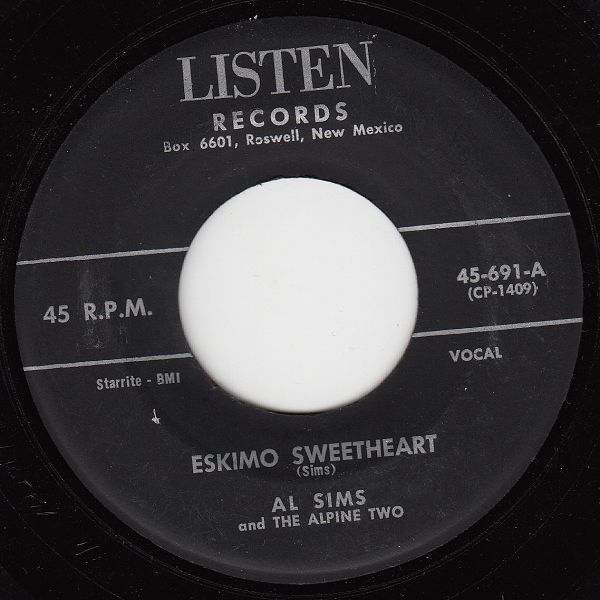 LISTEN
RECORDS
Box 6601, Roswell, New Mexico
45 R.P.M.
45-691-A
(CP-1409)
Starrite - BMI
VOCAL
ESKIMO SWEETHEART
(Sims)
AL SIMS
and THE ALPINE TWO